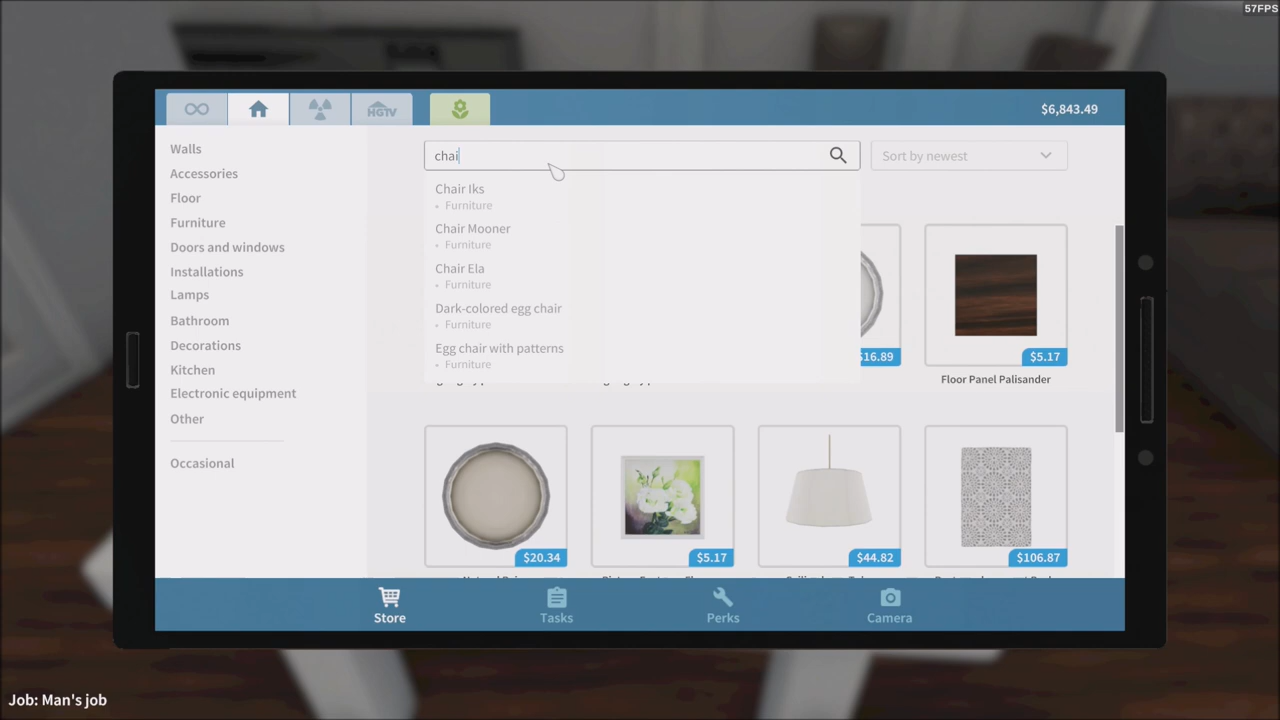 57FPS
HGTV
$6,843.49
Walls
Accessories
Floor
Furniture
Doors and windows
Installations
Lamps
Bathroom
Decorations
Kitchen
Electronic equipment
Other
Occasional
chai
Sort by newest
Chair Iks
• Furniture
Chair Mooner
• Furniture
Chair Ela
• Furniture
Dark-colored egg chair
• Furniture
Egg chair with patterns
• Furniture
$16.89
$5.17
Floor Panel Palisander
$20.34
$5.17
$44.82
$106.87
Store
Tasks
Perks
Camera
Job: Man's job